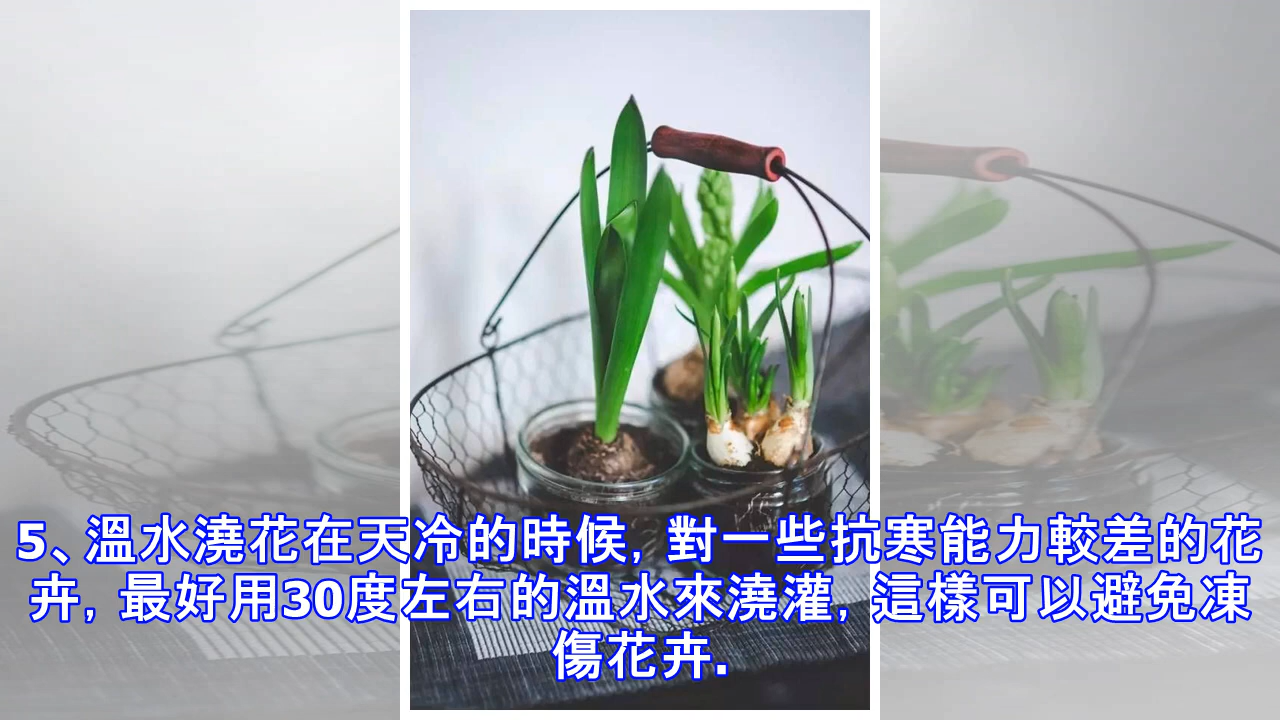 5、溫水澆花在天冷的時候, 對一些抗寒能力較差的花
卉, 最好用30度左右的溫水來澆灌, 這樣可以避免凍
傷花卉.